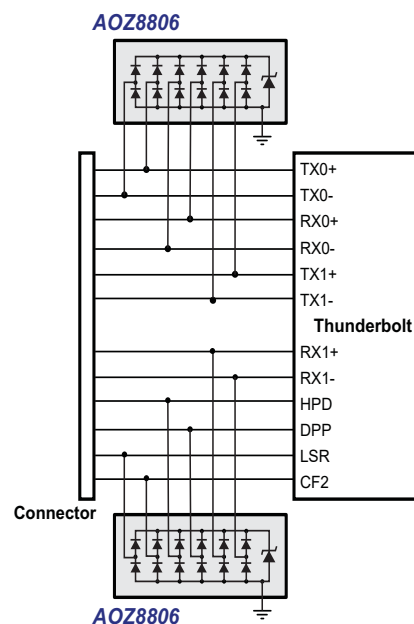 AOZ8806
TX0+
TX0-
RX0+
RX0-
TX1+
TX1-
Thunderbolt
RX1+
RX1-
HPD
DPP
LSR
CF2
Connector
AOZ8806